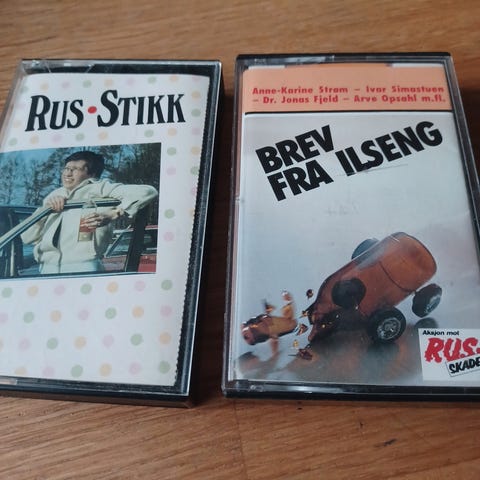 RUS • STIKK
Anne-Karine Strøm – Ivar Simastuen
– Dr. Jonas Fjeld – Arve Opsahl m.fl.
BREV
FRA ILSENG
Aksjon mot
RUS-
SKADE